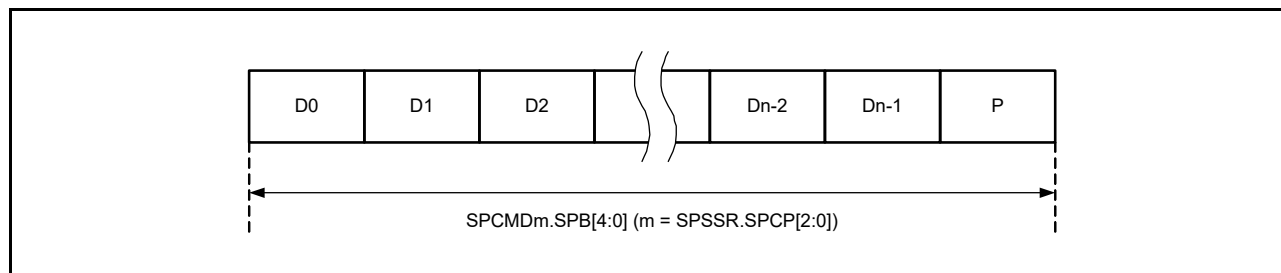 D0 D1 D2 Dn-2 Dn-1 P
SPCMDm.SPB[4:0] (m = SPSSR.SPCP[2:0])